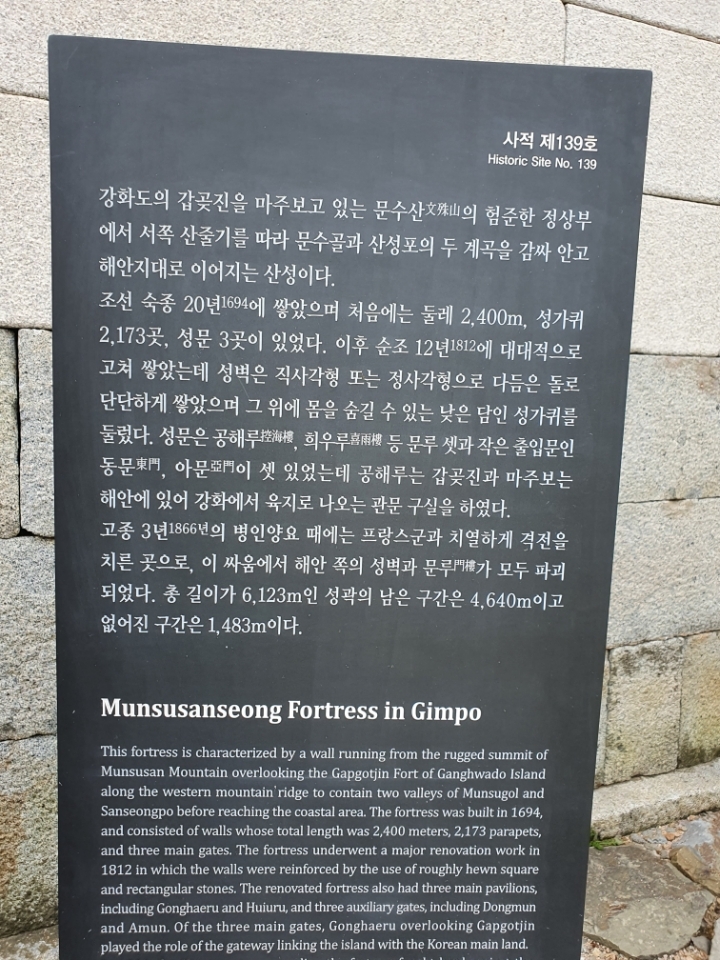 사적 제139호
Historic Site No. 139
강화도의 갑곶진을 마주보고 있는 문수산文殊山의 험준한 정상부
에서 서쪽 산줄기를 따라 문수골과 산성포의 두 계곡을 감싸 안고
해안지대로 이어지는 산성이다.
조선 숙종 20년1694에 쌓았으며 처음에는 둘레 2,400m, 성가퀴
2,173곳, 성문 3곳이 있었다. 이후 순조 12년1812에 대대적으로
고쳐 쌓았는데 성벽은 직사각형 또는 정사각형으로 다듬은 돌로
단단하게 쌓았으며 그 위에 몸을 숨길 수 있는 낮은 담인 성가퀴를
둘렀다. 성문은 공해루控海樓, 희우루喜雨樓 등 문루 셋과 작은 출입문인
동문東門, 아문亞門이 셋 있었는데 공해루는 갑곶진과 마주보는
해안에 있어 강화에서 육지로 나오는 관문 구실을 하였다.
고종 3년1866년의 병인양요 때에는 프랑스군과 치열하게 격전을
치른 곳으로, 이 싸움에서 해안 쪽의 성벽과 문루門樓가 모두 파괴
되었다. 총 길이가 6,123m인 성곽의 남은 구간은 4,640m이고
없어진 구간은 1,483m이다.
Munsusanseong Fortress in Gimpo
This fortress is characterized by a wall running from the rugged summit of
Munsusan Mountain overlooking the Gapgotjin Fort of Ganghwado Island
along the western mountain ridge to contain two valleys of Munsugol and
Sanseongpo before reaching the coastal area. The fortress was built in 1694,
and consisted of walls whose total length was 2,400 meters, 2,173 parapets,
and three main gates. The fortress underwent a major renovation work in
1812 in which the walls were reinforced by the use of roughly hewn square
and rectangular stones. The renovated fortress also had three main pavilions,
including Gonghaeru and Huiuru, and three auxiliary gates, including Dongmun
and Amun. Of the three main gates, Gonghaeru overlooking Gapgotjin
played the role of the gateway linking the island with the Korean main land.